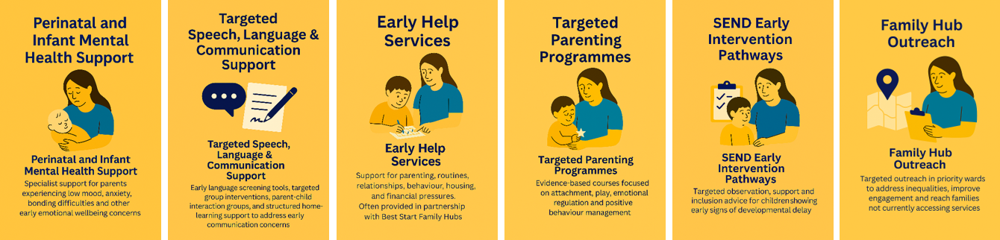 Perinatal and
Infant Mental
Health Support
Perinatal and Infant
Mental Health Support
Specialist support for parents
experiencing low mood, anxiety,
bonding difficulties and other
early emotional wellbeing concerns
Targeted
Speech, Language &
Communication
Support
Targeted Speech,
Language &
Communication
Support
Early language screening tools, targeted
group interventions, parent-child
interaction groups, and structured home-
learning support to address early
communication concerns
Early Help
Services
Early Help
Services
Support for parenting, routines,
relationships, behaviour, housing,
and financial pressures.
Often provided in partnership
with Best Start Family Hubs
Targeted
Parenting
Programmes
Targeted Parenting
Programmes
Evidence-based courses focused
on attachment, play, emotional
regulation and positive
behaviour management
SEND Early
Intervention
Pathways
SEND Early
Intervention
Pathways
Targeted observation, support and
inclusion advice for children showing
early signs of developmental delay
Family Hub
Outreach
Family Hub
Outreach
Targeted outreach in priority wards
to address inequalities, improve
engagement and reach families
not currently accessing services